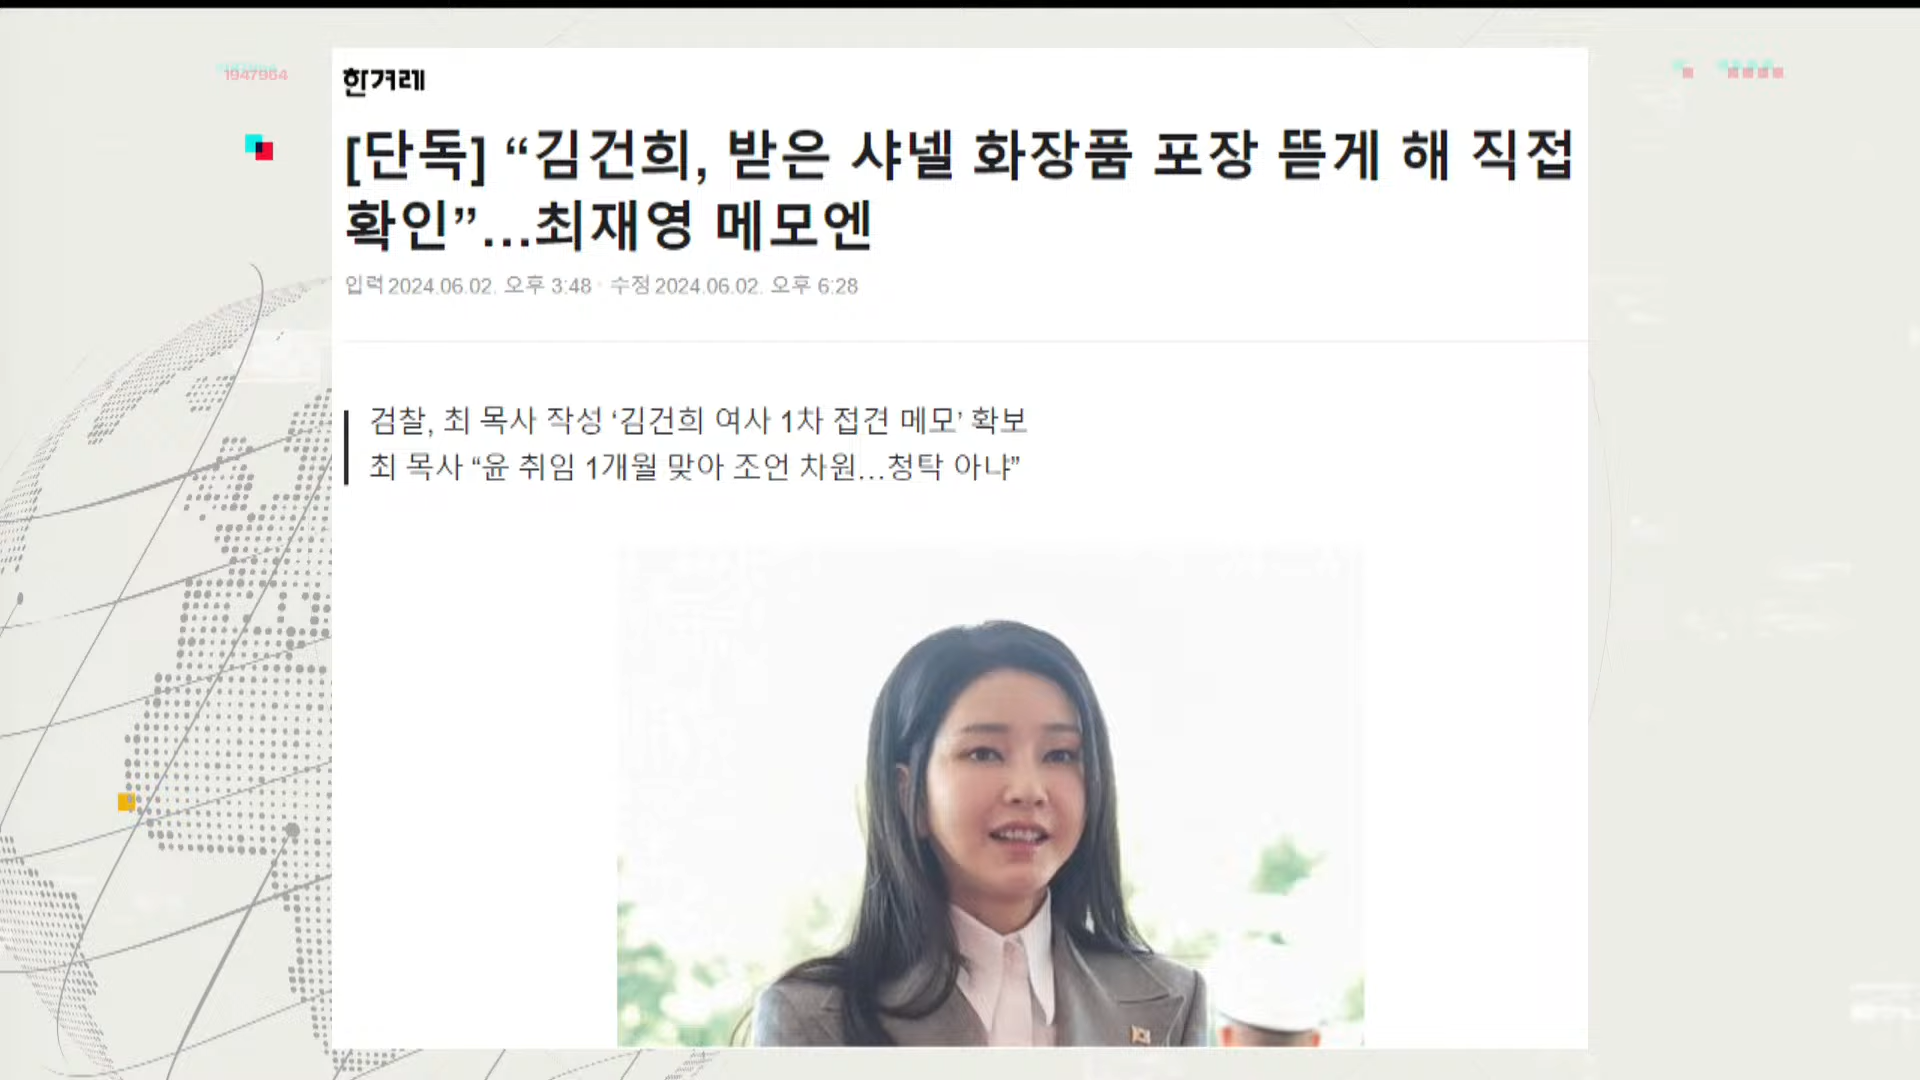 1947964
한겨레
[단독] “김건희, 받은 샤넬 화장품 포장 뜯게 해 직접
확인”…최재영 메모엔
입력 2024.06.02. 오후 3:48 · 수정 2024.06.02. 오후 6:28
검찰, 최 목사 작성 ‘김건희 여사 1차 접견 메모’ 확보
최 목사 “윤 취임 1개월 맞아 조언 차원…청탁 아냐”